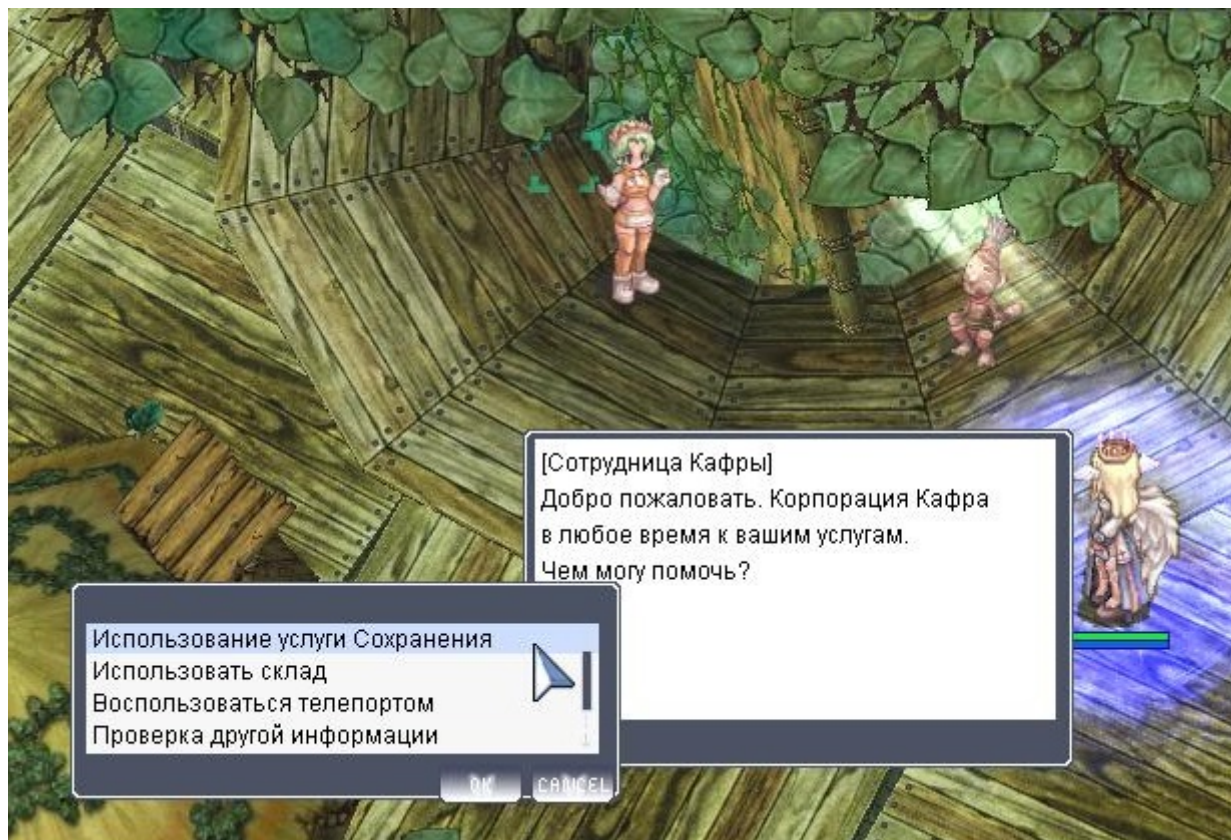 [Сотрудница Кафры]
Добро пожаловать. Корпорация Кафра
в любое время к вашим услугам.
Чем могу помочь?
Использование услуги Сохранения
Использовать склад
Воспользоваться телепортом
Проверка другой информации
OK CANCEL